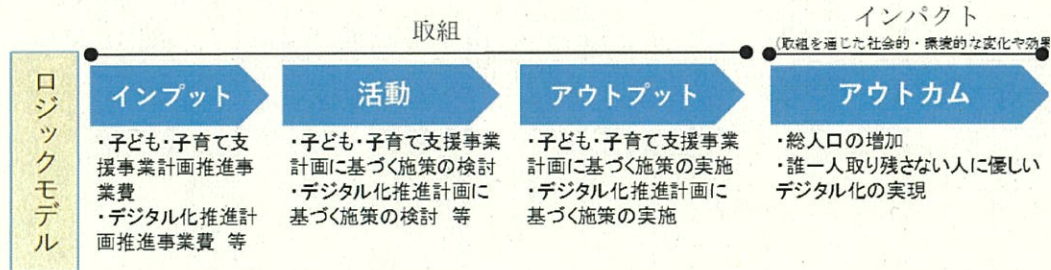 取組
インパクト
(取組を通じた社会的・環境的な変化や効果
ロジックモデル
インプット
・子ども・子育て支
援事業計画推進事
業費
・デジタル化推進計
画推進事業費 等
活動
・子ども・子育て支援事業
計画に基づく施策の検討
・デジタル化推進計画に
基づく施策の検討 等
アウトプット
・子ども・子育て支援事業
計画に基づく施策の実施
・デジタル化推進計画に
基づく施策の実施
アウトカム
・総人口の増加
・誰一人取り残さない人に優しい
デジタル化の実現